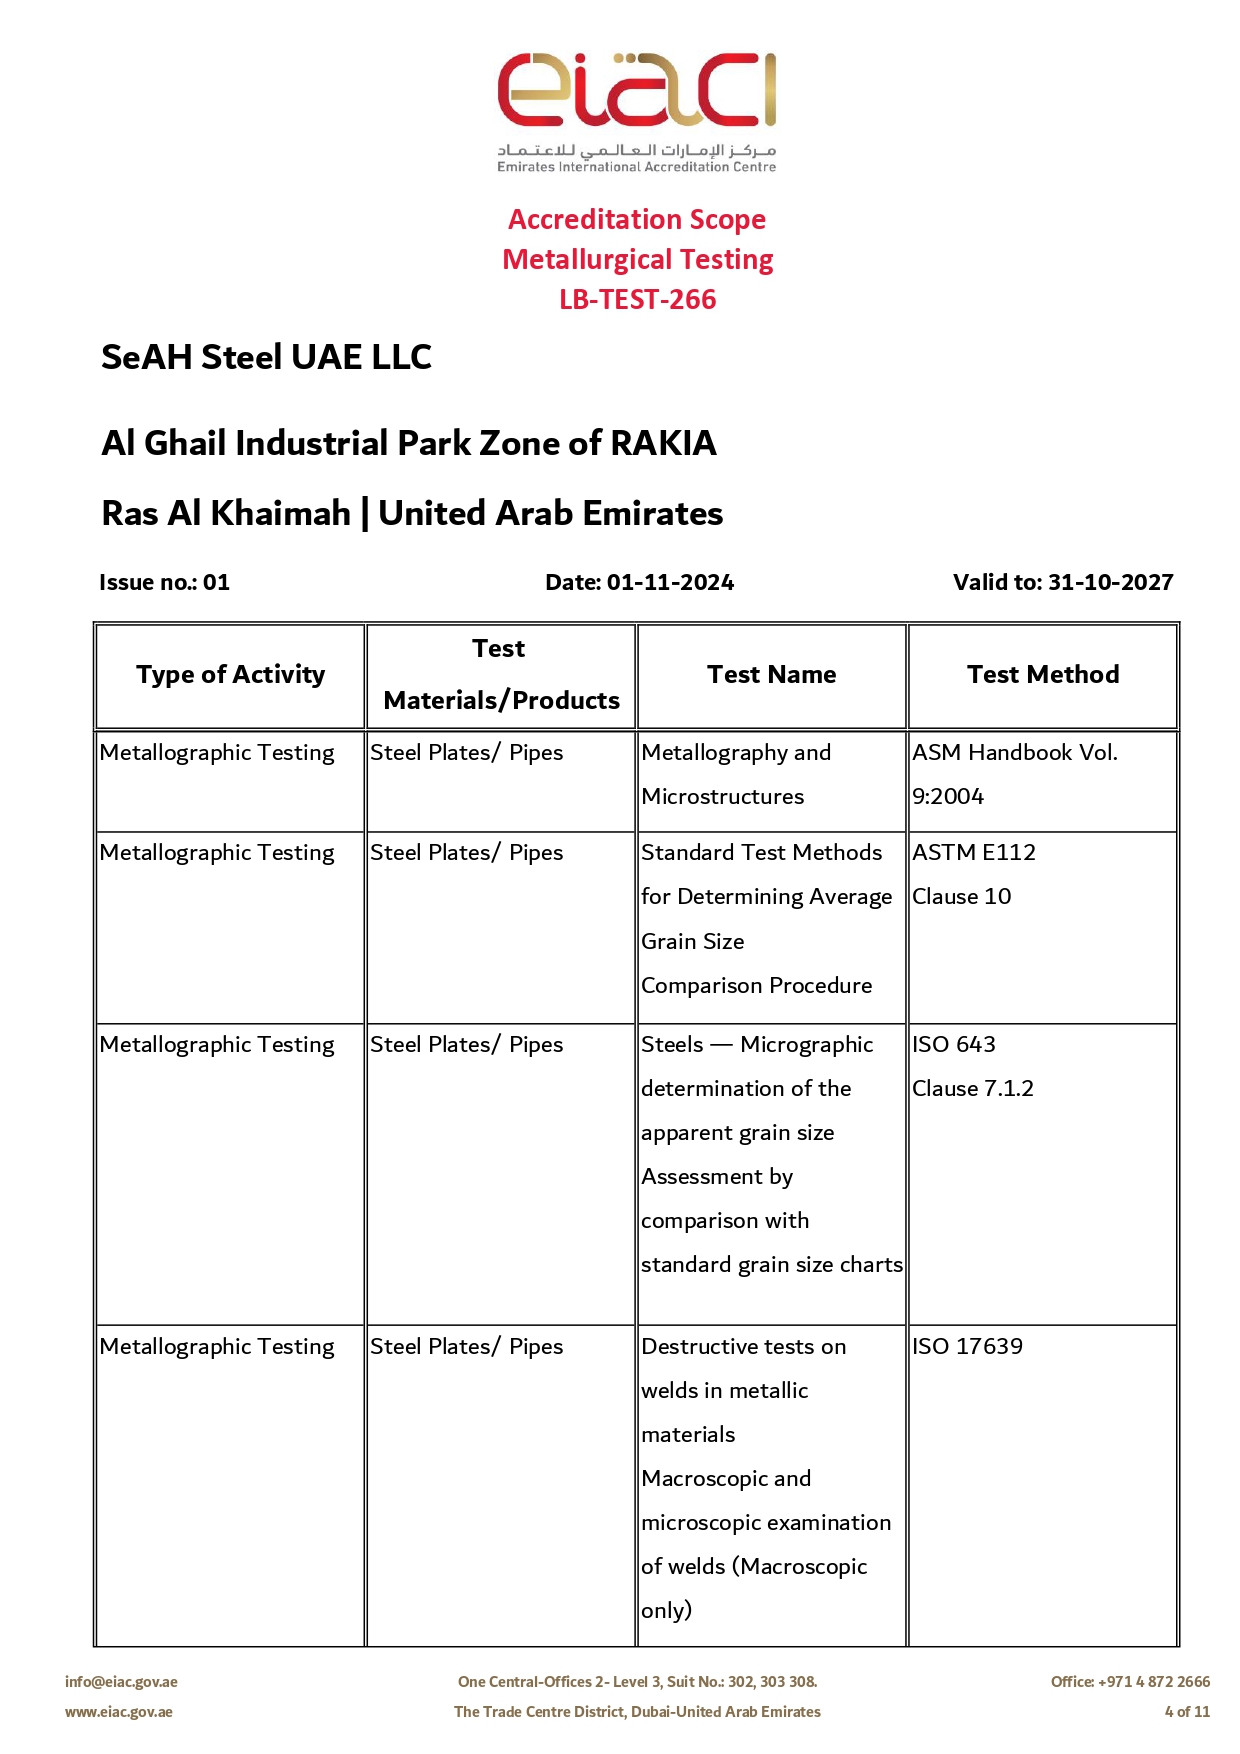 eiac
مركز الإمارات العالمي للاعتماد
Emirates International Accreditation Centre
Accreditation Scope
Metallurgical Testing
LB-TEST-266
SeAH Steel UAE LLC
Al Ghail Industrial Park Zone of RAKIA
Ras Al Khaimah | United Arab Emirates
Issue no.: 01 Date: 01-11-2024 Valid to: 31-10-2027
Type of Activity
Test
Materials/Products
Test Name
Test Method
Metallographic Testing
Steel Plates/ Pipes
Metallography and
Microstructures
ASM Handbook Vol.
9:2004
Metallographic Testing
Steel Plates/ Pipes
Standard Test Methods
for Determining Average
Grain Size
Comparison Procedure
ASTM E112
Clause 10
Metallographic Testing
Steel Plates/ Pipes
Steels — Micrographic
determination of the
apparent grain size
Assessment by
comparison with
standard grain size charts
ISO 643
Clause 7.1.2
Metallographic Testing
Steel Plates/ Pipes
Destructive tests on
welds in metallic
materials
Macroscopic and
microscopic examination
of welds (Macroscopic
only)
ISO 17639
info@eiac.gov.ae One Central-Offices 2- Level 3, Suit No.: 302, 303 308. Office: +971 4 872 2666
www.eiac.gov.ae The Trade Centre District, Dubai-United Arab Emirates 4 of 11